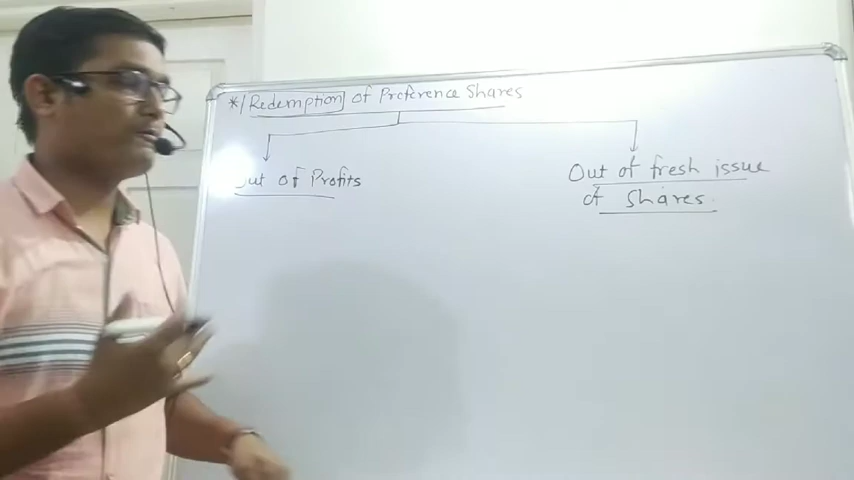 */ Redemption of Preference Shares
Out of Profits
Out of fresh issue
of Shares.